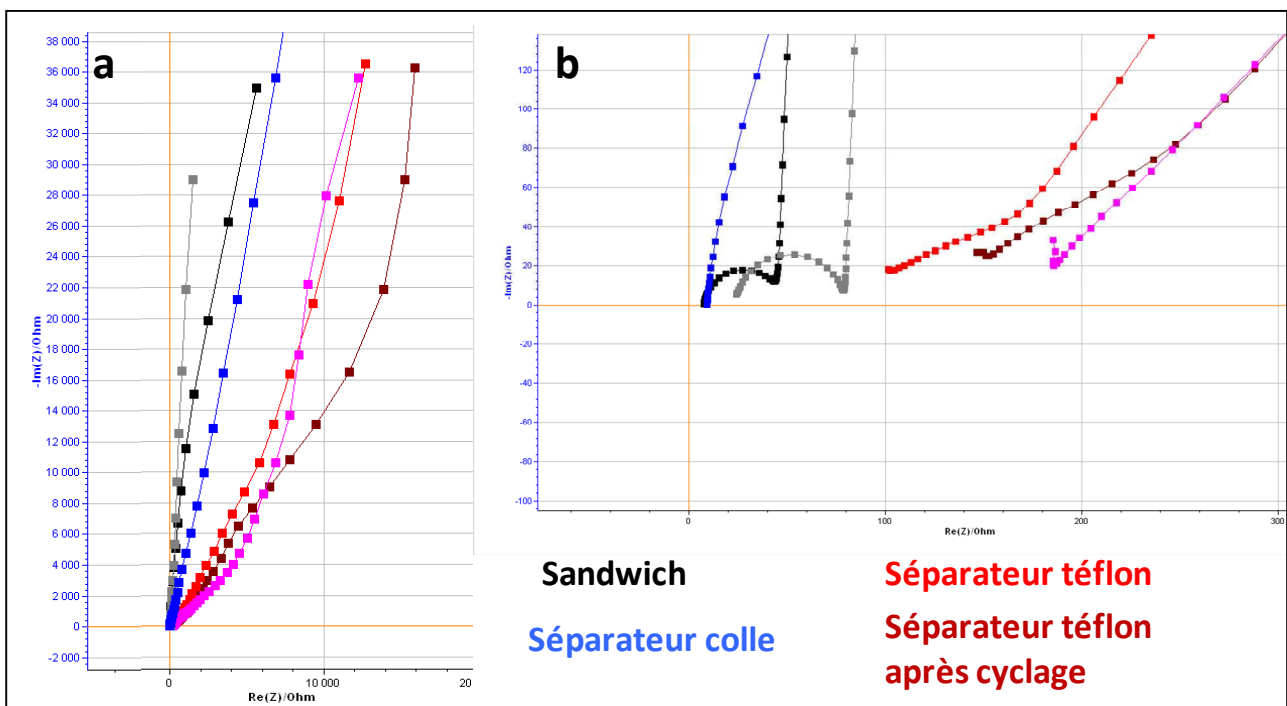 a
-Im(Z)/Ohm
38 000
36 000
34 000
32 000
30 000
28 000
26 000
24 000
22 000
20 000
18 000
16 000
14 000
12 000
10 000
8 000
6 000
4 000
2 000
0
-2 000
0 10 000 20
Re(Z)/Ohm
b
-Im(Z)/Ohm
120
100
80
60
40
20
0
-20
-40
-60
-80
-100
0 100 200 300
Re(Z)/Ohm
Sandwich
Séparateur colle
Séparateur téflon
Séparateur téflon
après cyclage